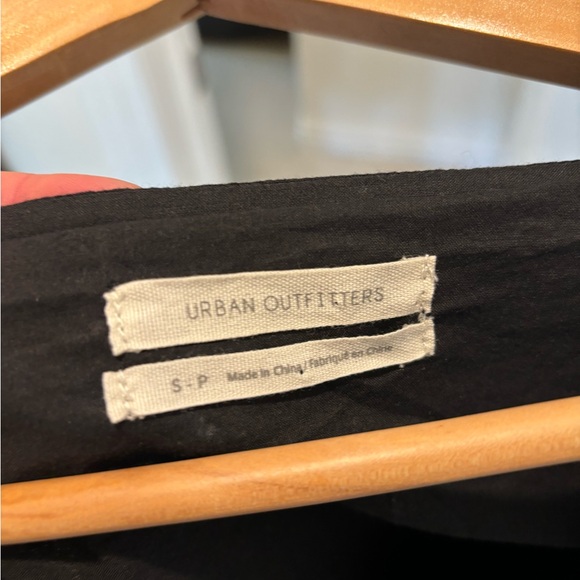 URBAN OUTFITTERS
S - P Made in China / Fabriqué en Chine